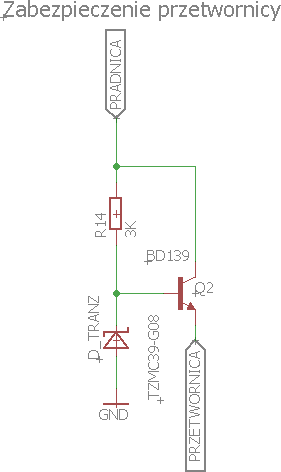 Zabezpieczenie przetwornicy
PRADNICA
R14
3K
BD139
Q2
D_TRANZ
TZMC39-G08
GND
PRZETWORNICA